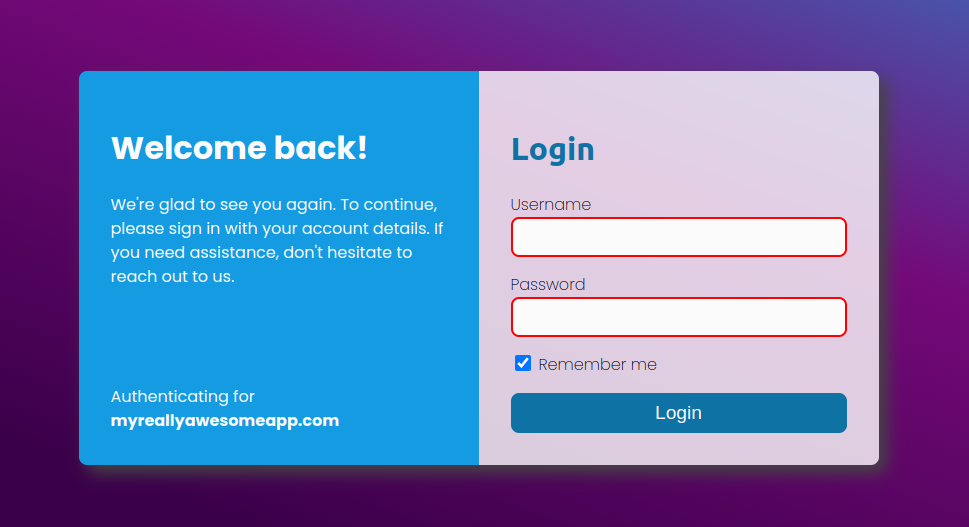 Welcome back!
We're glad to see you again. To continue,
please sign in with your account details. If
you need assistance, don't hesitate to
reach out to us.
Authenticating for
myreallyawesomeapp.com
Login
Username
Password
Remember me
Login